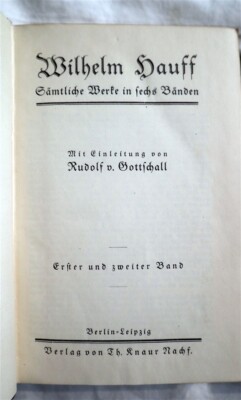 Wilhelm Hauff
Sämtliche Werke in sechs Bänden
Mit Einleitung von
Rudolf v. Gottschall
Erster und zweiter Band
Berlin-Leipzig
Verlag von Th. Knaur Nachf.